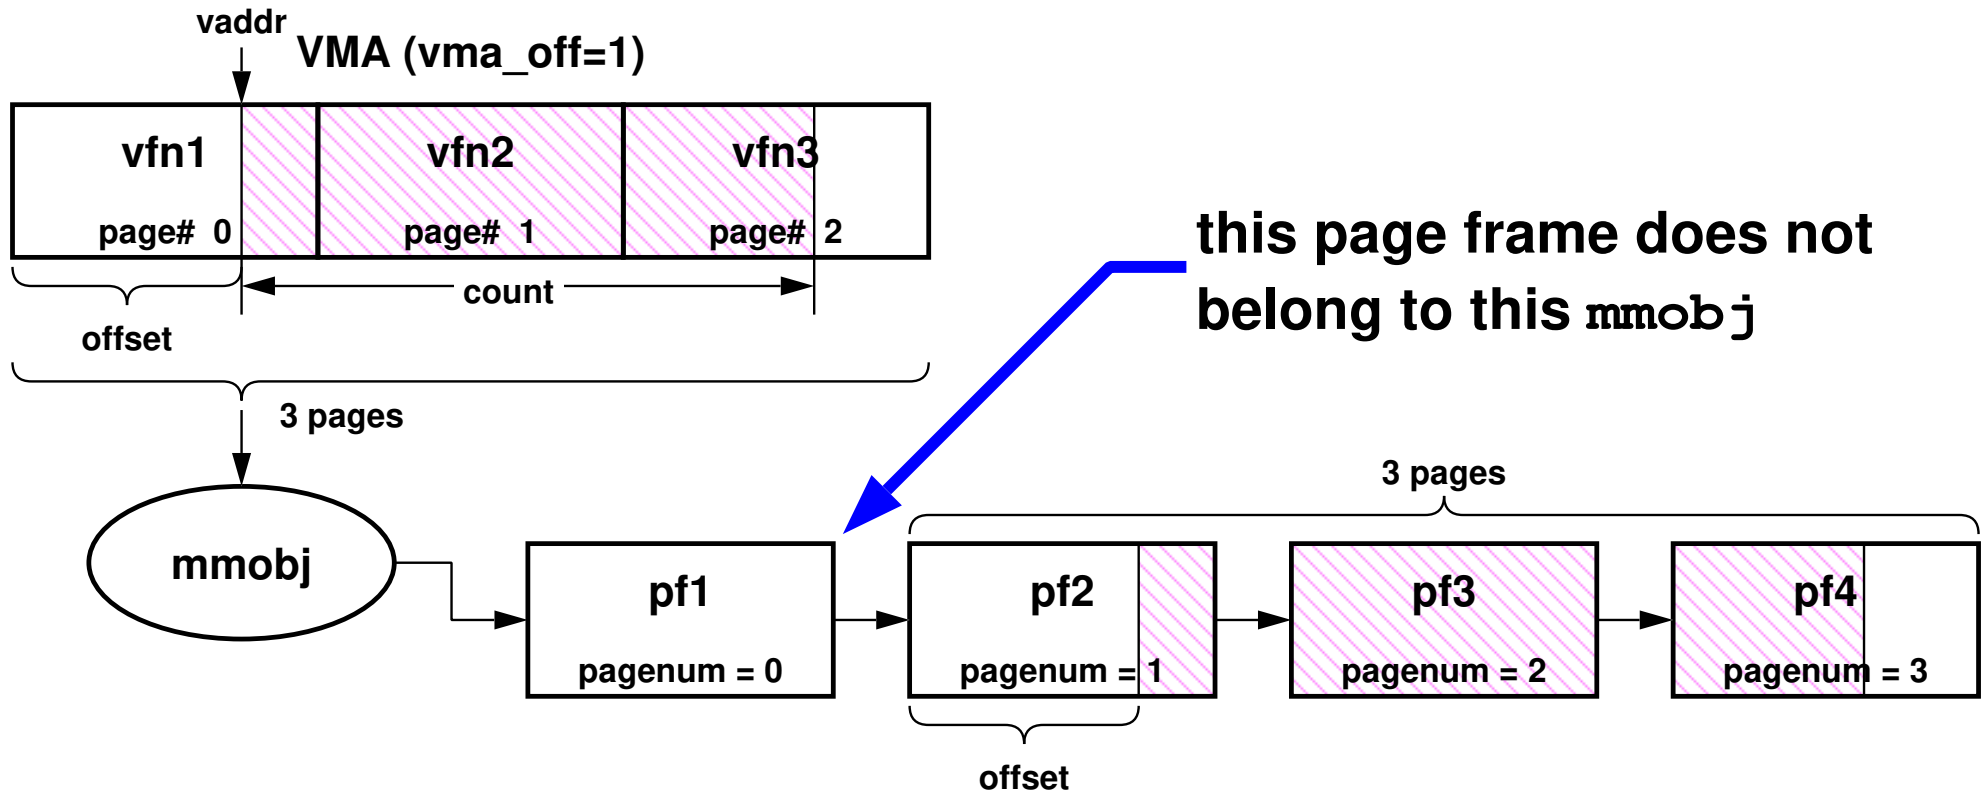 vaddr
VMA (vma_off=1)
vfn1
vfn2
vfn3
page# 0
page# 1
page# 2
count
offset
this page frame does not
belong to this mmobj
3 pages
3 pages
mmobj
pf1
pf2
pf3
pf4
pagenum = 0
pagenum = 1
pagenum = 2
pagenum = 3
offset